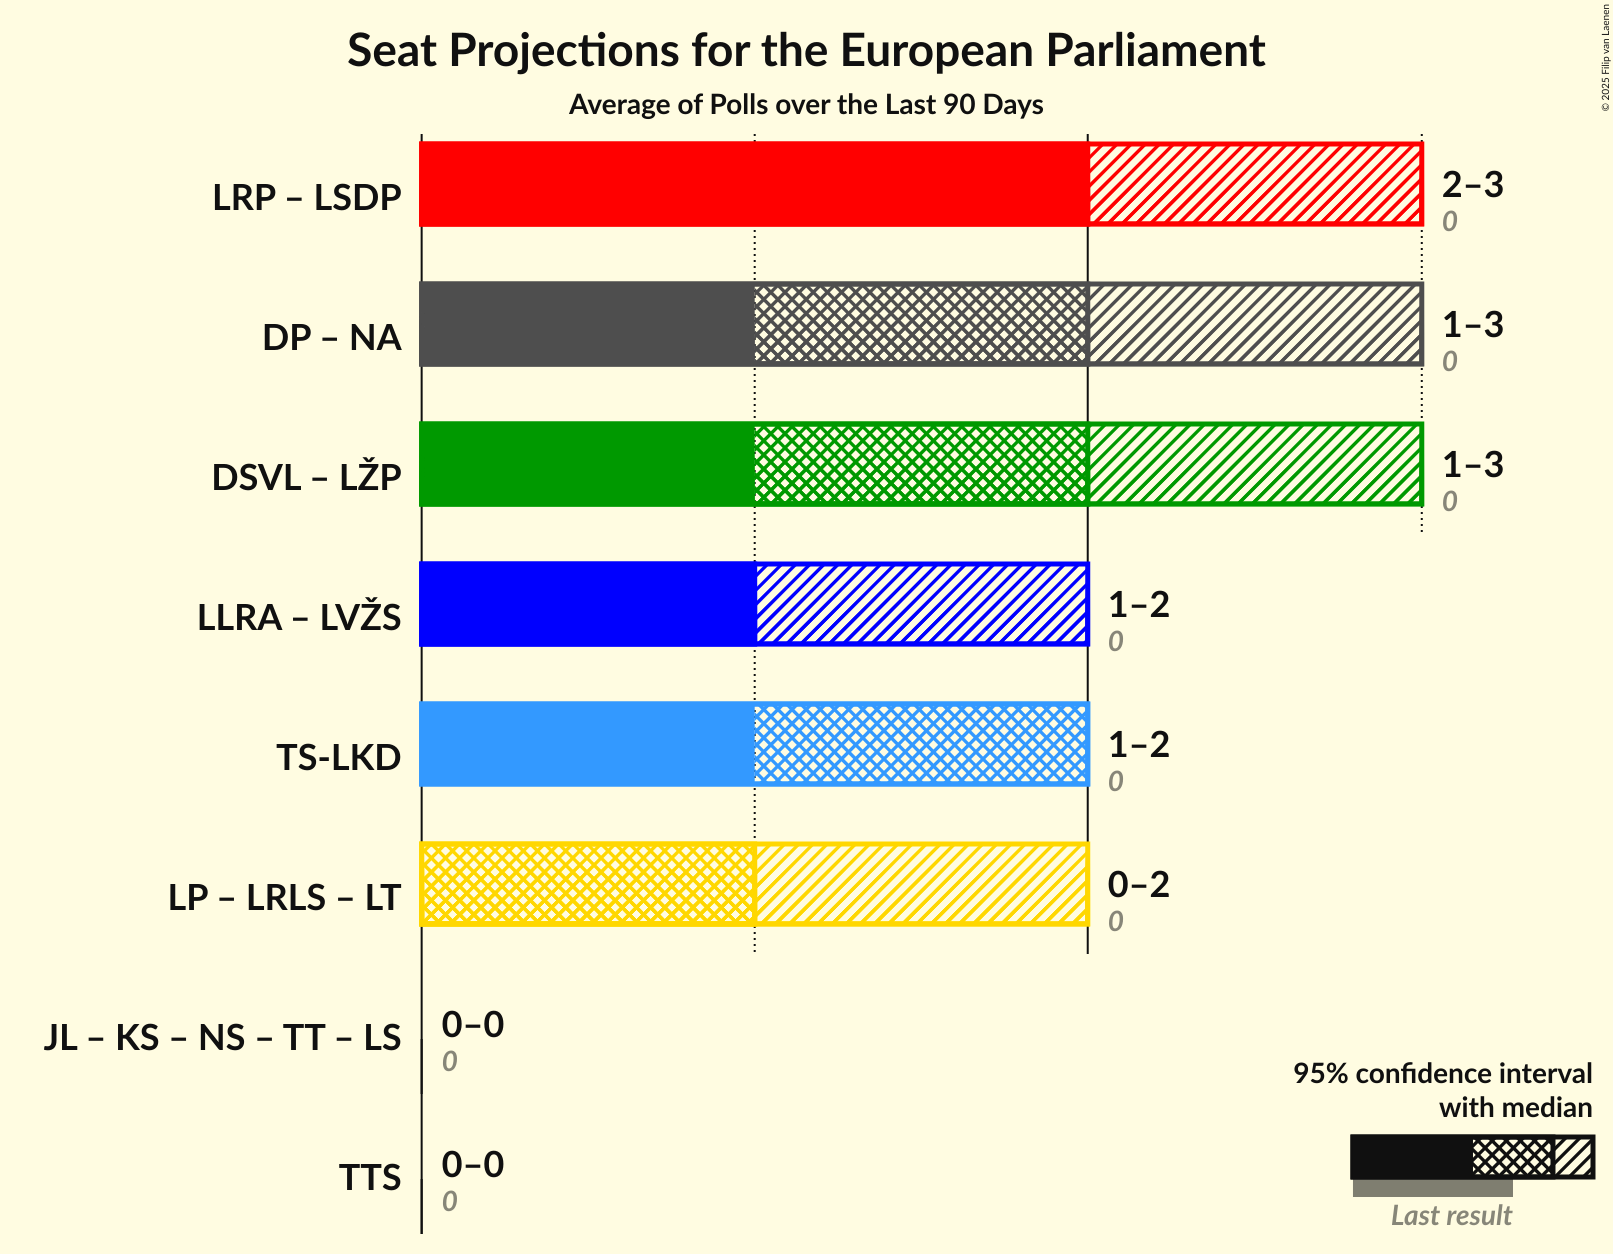 Seat Projections for the European Parliament
Average of Polls over the Last 90 Days
© 2025 Filip van Laenen
LRP – LSDP
2–3
0
DP – NA
1–3
0
DSVL – LŽP
1–3
0
LLRA – LVŽS
1–2
0
TS-LKD
1–2
0
LP – LRLS – LT
0–2
0
JL – KS – NS – TT – LS
0–0
0
TTS
0–0
0
95% confidence interval
with median
Last result